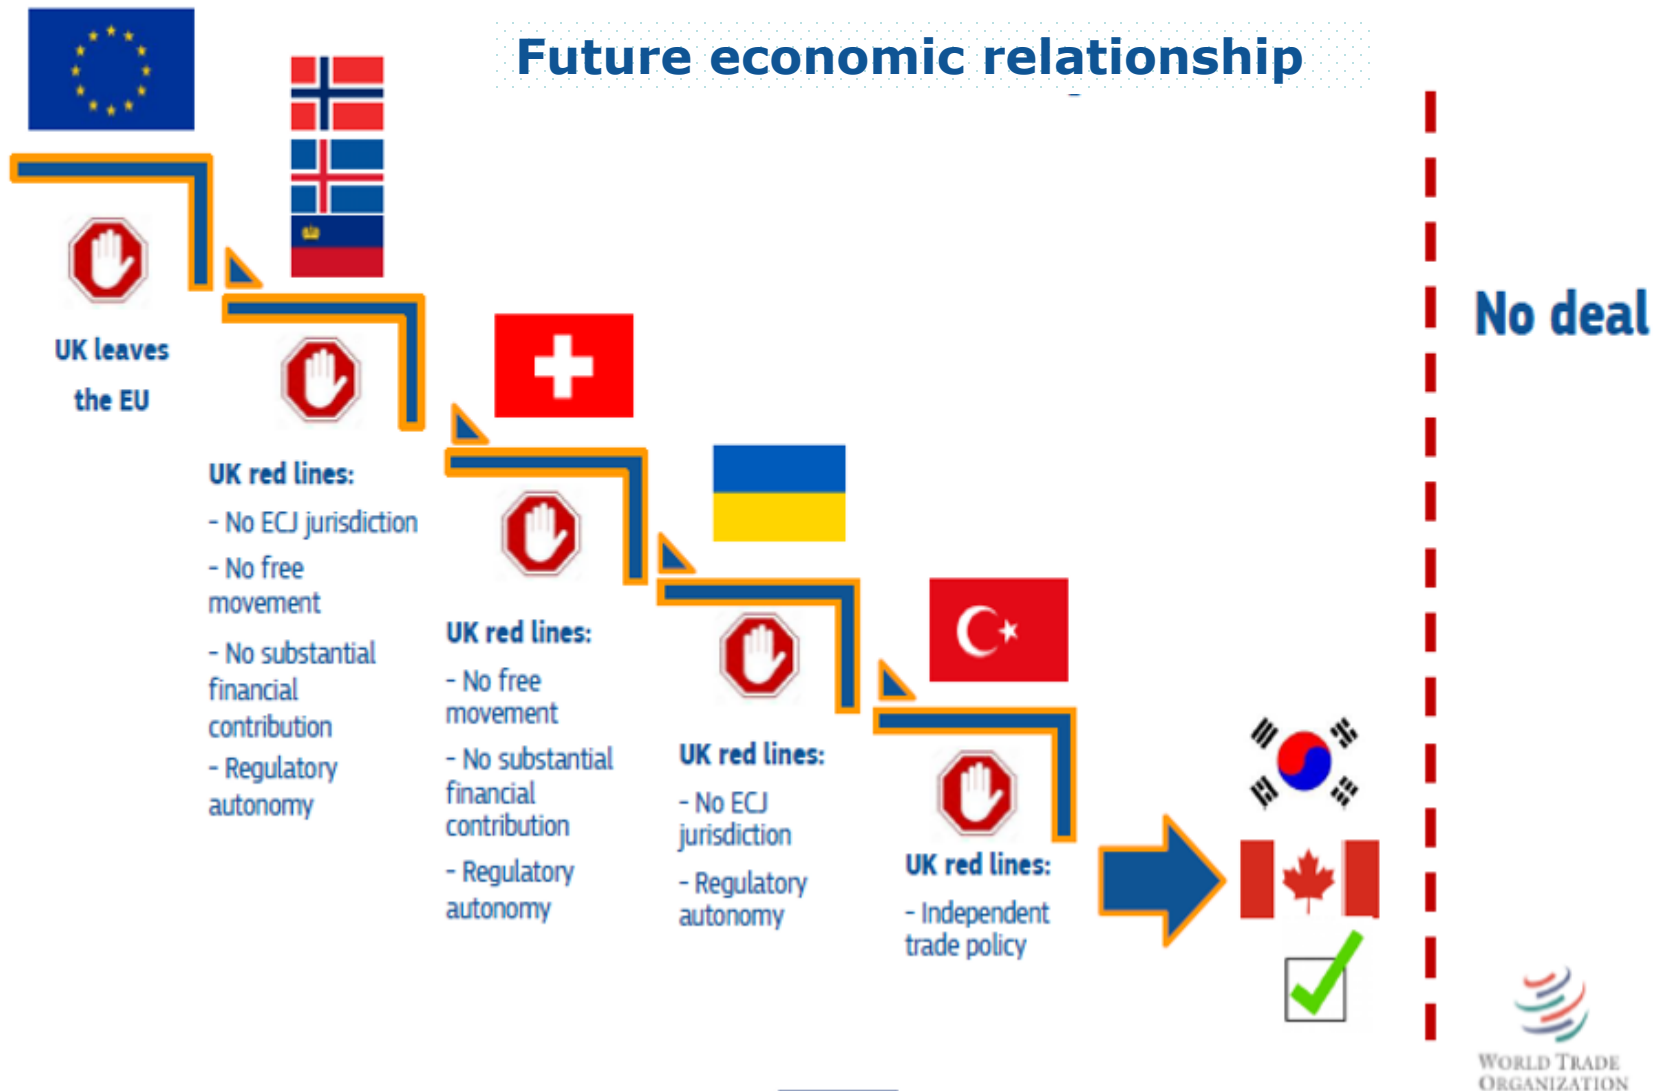 Future economic relationship
UK leaves
the EU
UK red lines:
- No ECJ jurisdiction
- No free
movement
- No substantial
financial
contribution
- Regulatory
autonomy
UK red lines:
- No free
movement
- No substantial
financial
contribution
- Regulatory
autonomy
UK red lines:
- No ECJ
jurisdiction
- Regulatory
autonomy
UK red lines:
- Independent
trade policy
No deal
WORLD TRADE
ORGANIZATION